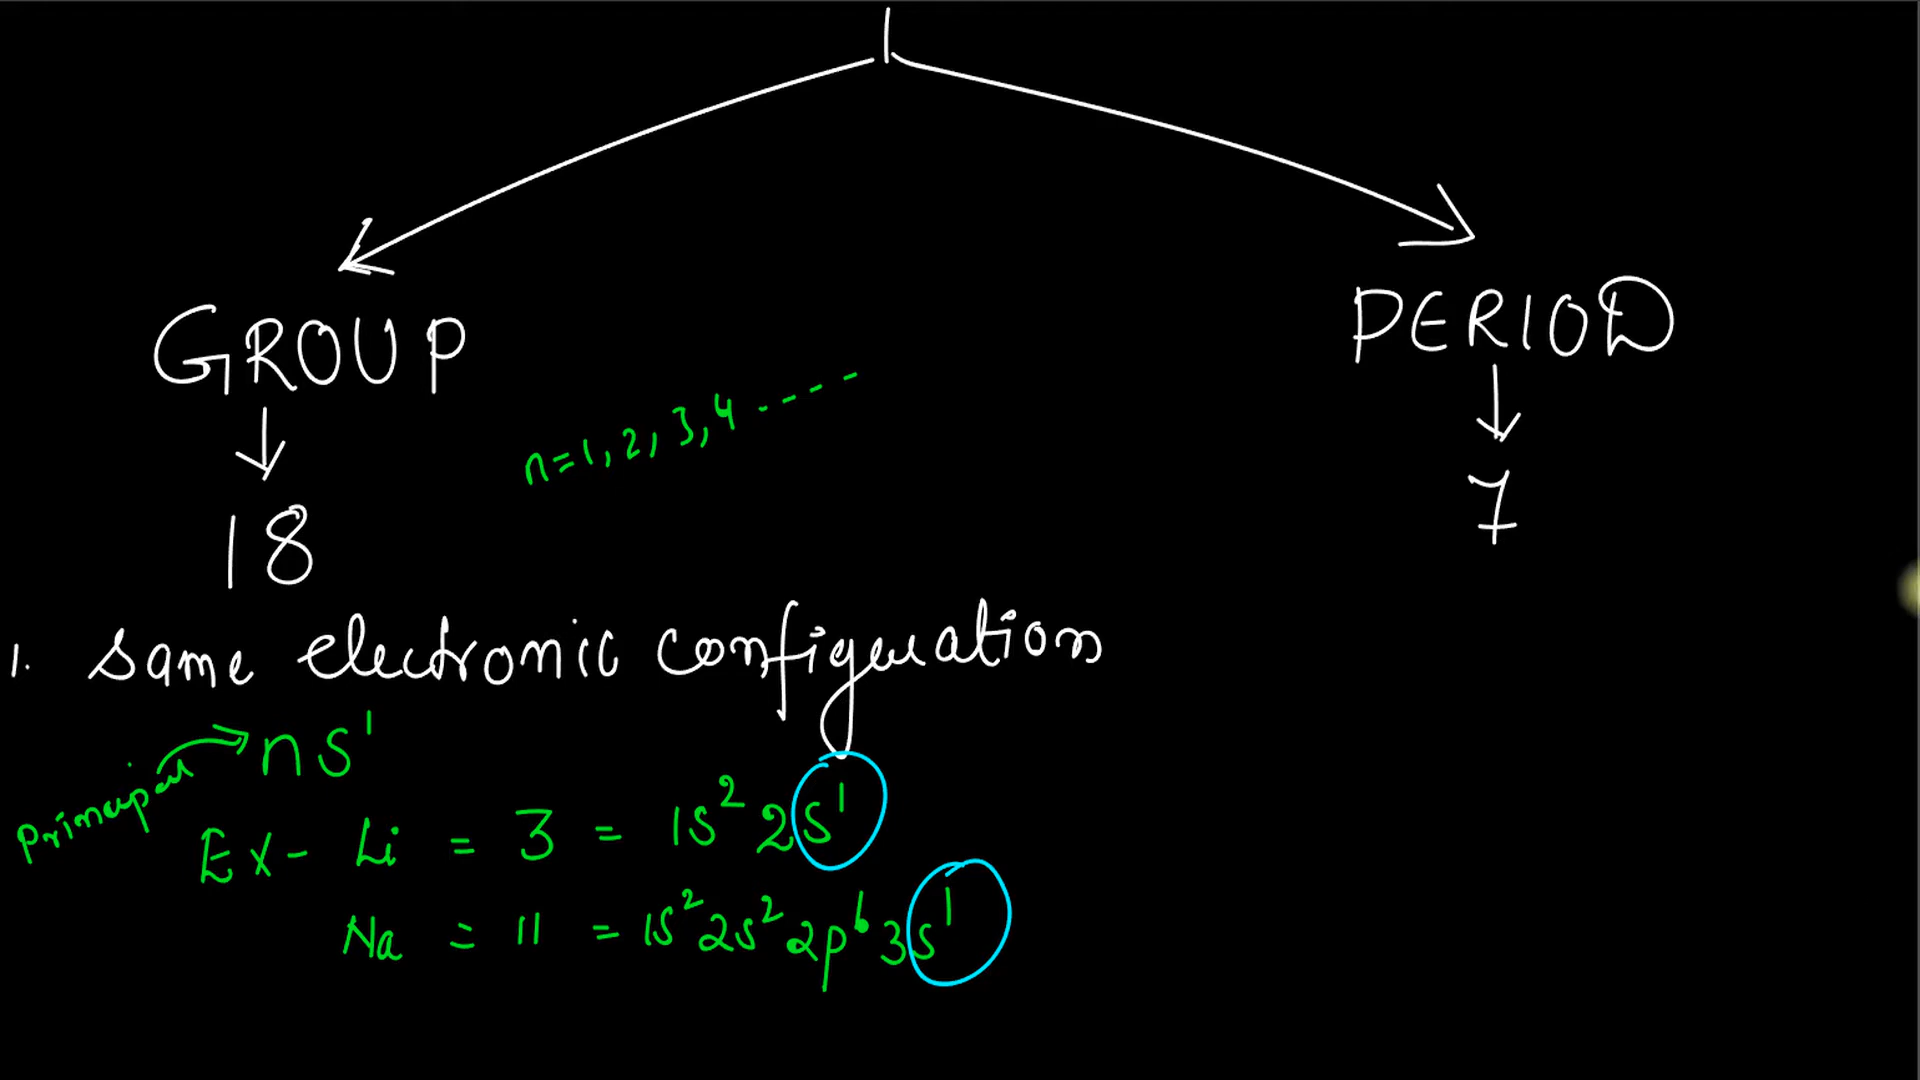 GROUP
PERIOD
n=1, 2, 3, 4 - - - -
18
7
1. same electronic configuration
principal ns¹
Ex- Li = 3 = 1s² 2s¹
Na = 11 = 1s² 2s² 2p⁶ 3s¹